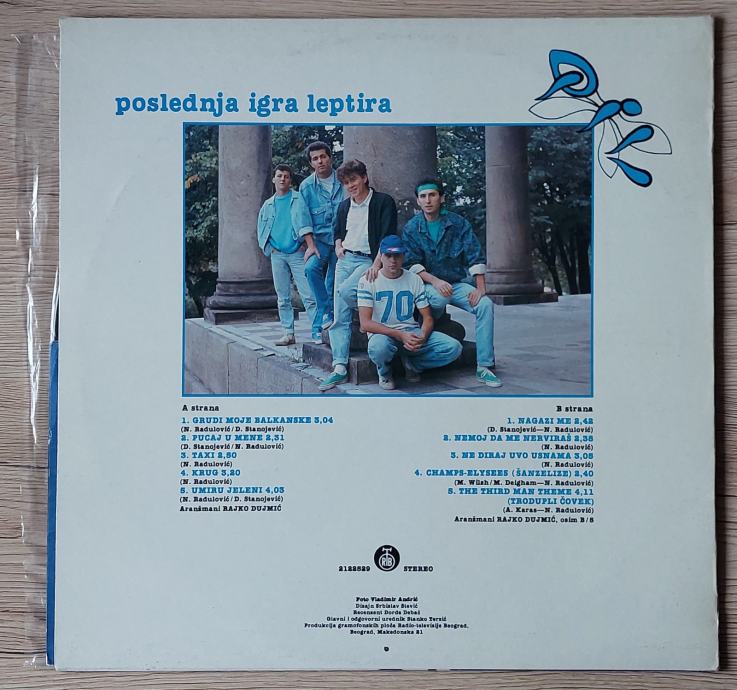 poslednja igra leptira
70
A strana
1. GRUDI MOJE BALKANSKE 3,04
(N. Radulović/D. Stanojević)
2. PUCAJ U MENE 2,31
(D. Stanojević/N. Radulović)
3. TAXI 2,50
(N. Radulović)
4. KRUG 3,20
(N. Radulović)
5. UMIRU JELENI 4,03
(N. Radulović/D. Stanojević)
Aranžmani RAJKO DUJMIĆ
B strana
1. NAGAZI ME 2,42
(D. Stanojević—N. Radulović)
2. NEMOJ DA ME NERVIRAŠ 2,38
(N. Radulović)
3. NE DIRAJ UVO USNAMA 3,05
(N. Radulović)
4. CHAMPS-ELYSEES (ŠANZELIZE) 2,40
(M. Wilsh/M. Deigham—N. Radulović)
5. THE THIRD MAN THEME 4,11
(TRODUPLI ČOVEK)
(A. Karas—N. Radulović)
Aranžmani RAJKO DUJMIĆ, osim B/5
2122529 RTB STEREO
Foto Vladimir Andrić
Dizajn Srbislav Štević
Recenzent Đorđe Debač
Glavni i odgovorni urednik Stanko Terzić
Produkcija gramofonskih ploča Radio-televizije Beograd,
Beograd, Makedonska 21